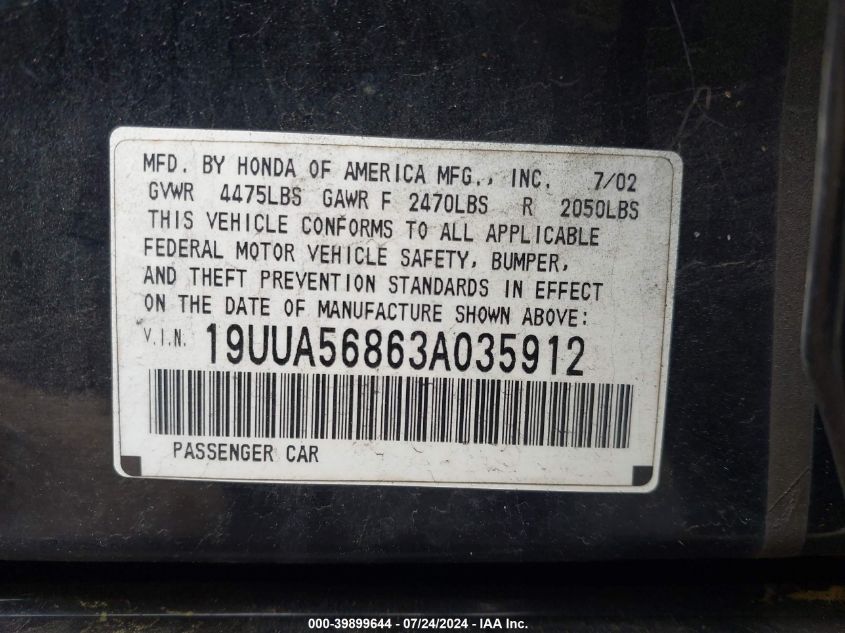 MFD. BY HONDA OF AMERICA MFG., INC. 7/02
GVWR 4475LBS GAWR F 2470LBS R 2050LBS
THIS VEHICLE CONFORMS TO ALL APPLICABLE
FEDERAL MOTOR VEHICLE SAFETY, BUMPER,
AND THEFT PREVENTION STANDARDS IN EFFECT
ON THE DATE OF MANUFACTURE SHOWN ABOVE:
V.I.N. 19UUA56863A035912
PASSENGER CAR
000-39899644 - 07/24/2024 - IAA Inc.